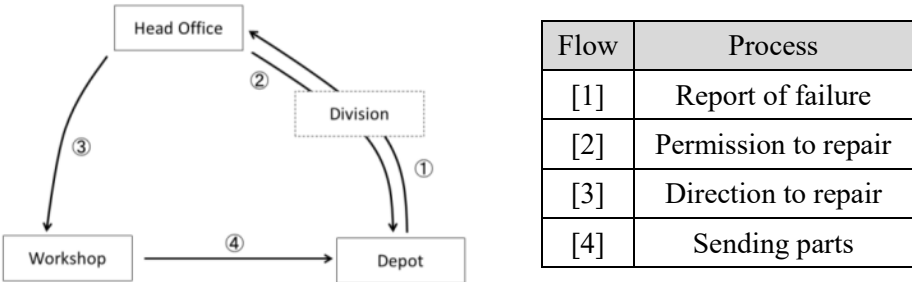 Head Office
②
Division
③
①
④
Workshop
Depot
Flow Process
[1] Report of failure
[2] Permission to repair
[3] Direction to repair
[4] Sending parts